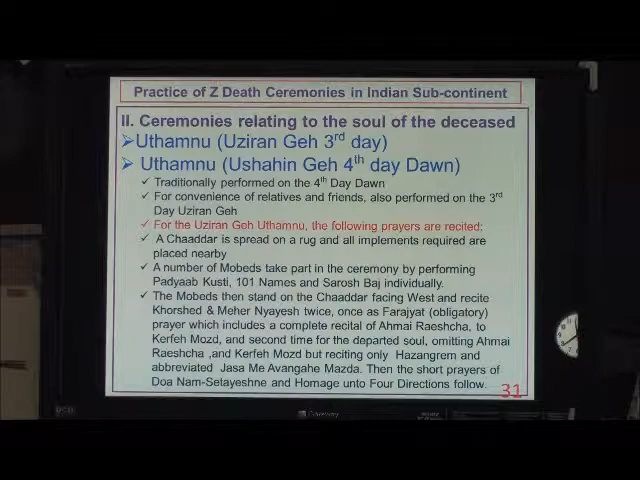 Practice of Z Death Ceremonies in Indian Sub-continent
II. Ceremonies relating to the soul of the deceased
➢Uthamnu (Uziran Geh 3rd day)
➢ Uthamnu (Ushahin Geh 4th day Dawn)
✓ Traditionally performed on the 4th Day Dawn
✓ For convenience of relatives and friends, also performed on the 3rd
Day Uziran Geh
✓ For the Uziran Geh Uthamnu, the following prayers are recited:
✓ A Chaaddar is spread on a rug and all implements required are
placed nearby
✓ A number of Mobeds take part in the ceremony by performing
Padyaab Kusti, 101 Names and Sarosh Baj individually.
✓ The Mobeds then stand on the Chaaddar facing West and recite
Khorshed & Meher Nyayesh twice, once as Farajyat (obligatory)
prayer which includes a complete recital of Ahmai Raeshcha, to
Kerfeh Mozd, and second time for the departed soul, omitting Ahmai
Raeshcha ,and Kerfeh Mozd but reciting only Hazangrem and
abbreviated Jasa Me Avangahe Mazda. Then the short prayers of
Doa Nam-Setayeshne and Homage unto Four Directions follow.
31
Gateway